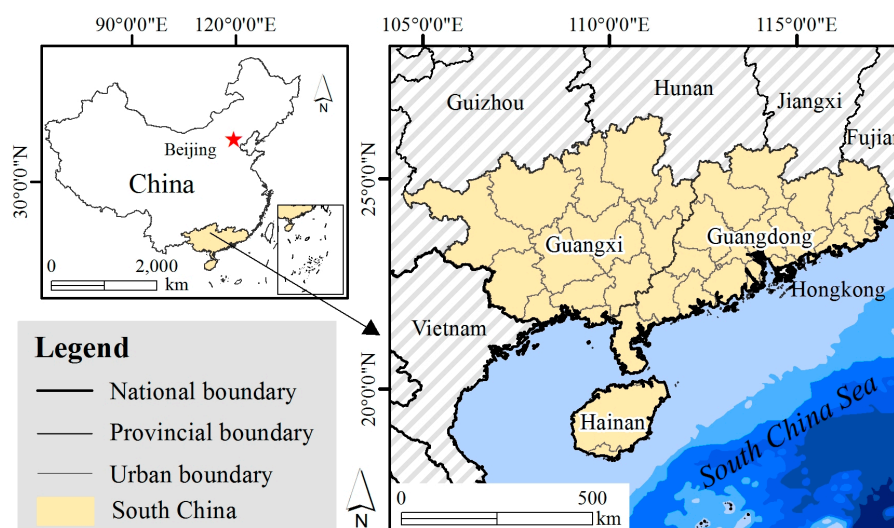 90°0'0"E 120°0'0"E
30°0'0"N
N
Beijing
China
0 2,000
km
105°0'0"E 110°0'0"E 115°0'0"E
25°0'0"N
20°0'0"N
Guizhou
Hunan
Jiangxi
Fujian
Guangxi
Guangdong
Hongkong
Vietnam
Hainan
South China Sea
N
0 500
km
Legend
National boundary
Provincial boundary
Urban boundary
South China